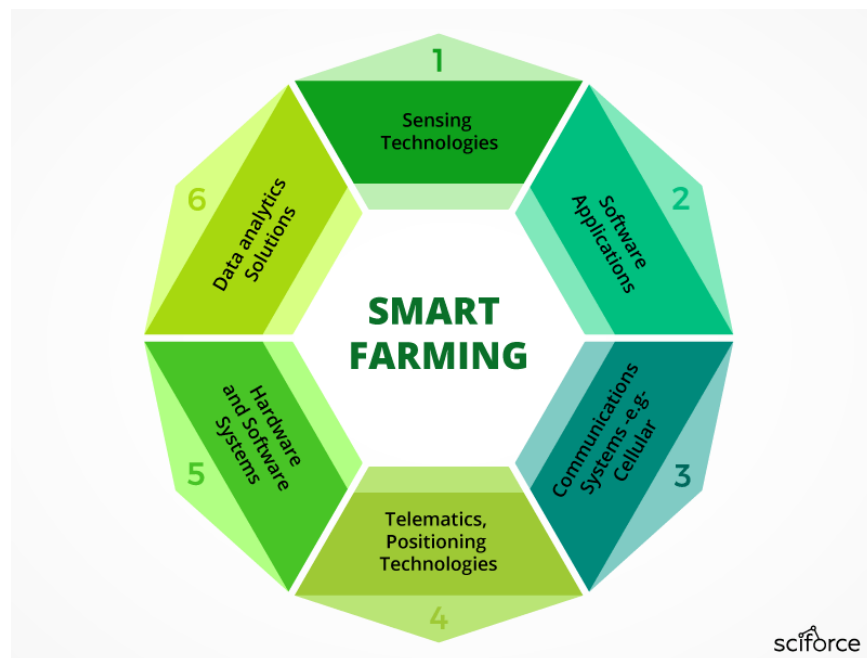 1
Sensing
Technologies
2
Software
Applications
3
Communications
Systems -e.g-
Cellular
4
Telematics,
Positioning
Technologies
5
Hardware
and Software
Systems
6
Data analytics
Solutions
SMART
FARMING
sciforce